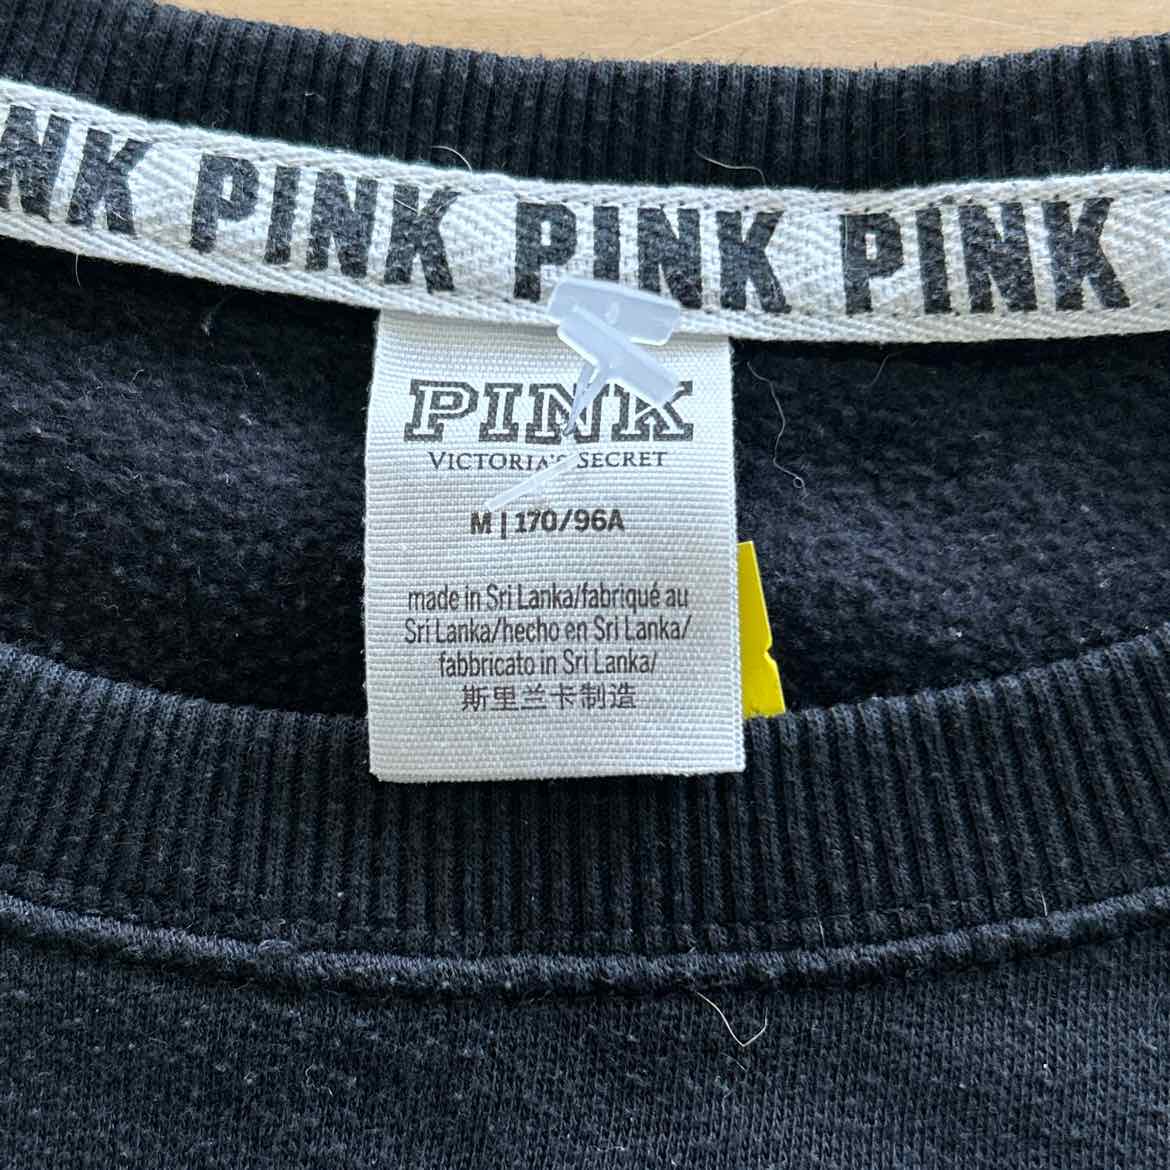 NK PINK PINK PINK
PINK
VICTORIA'S SECRET
M | 170/96A
made in Sri Lanka/fabriqué au
Sri Lanka/hecho en Sri Lanka/
fabbricato in Sri Lanka/
斯里兰卡制造